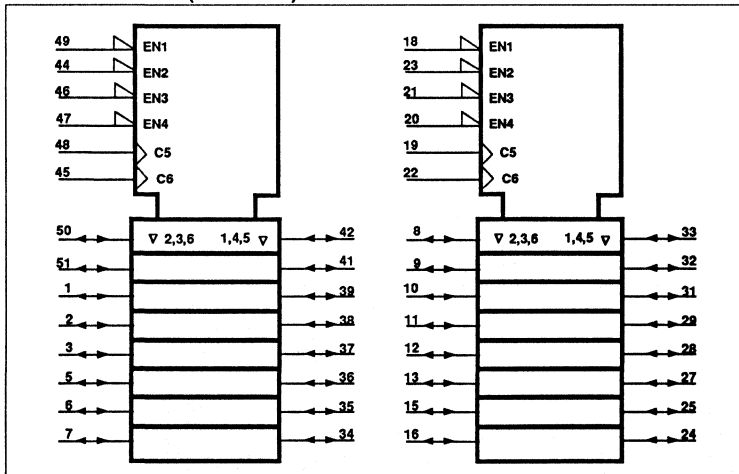 49 EN1
44 EN2
46 EN3
47 EN4
48 C5
45 C6
50 ∇ 2,3,6 1,4,5 ∇ 42
51 41
1 39
2 38
3 37
5 36
6 35
7 34
18 EN1
23 EN2
21 EN3
20 EN4
19 C5
22 C6
8 ∇ 2,3,6 1,4,5 ∇ 33
9 32
10 31
11 29
12 28
13 27
15 25
16 24